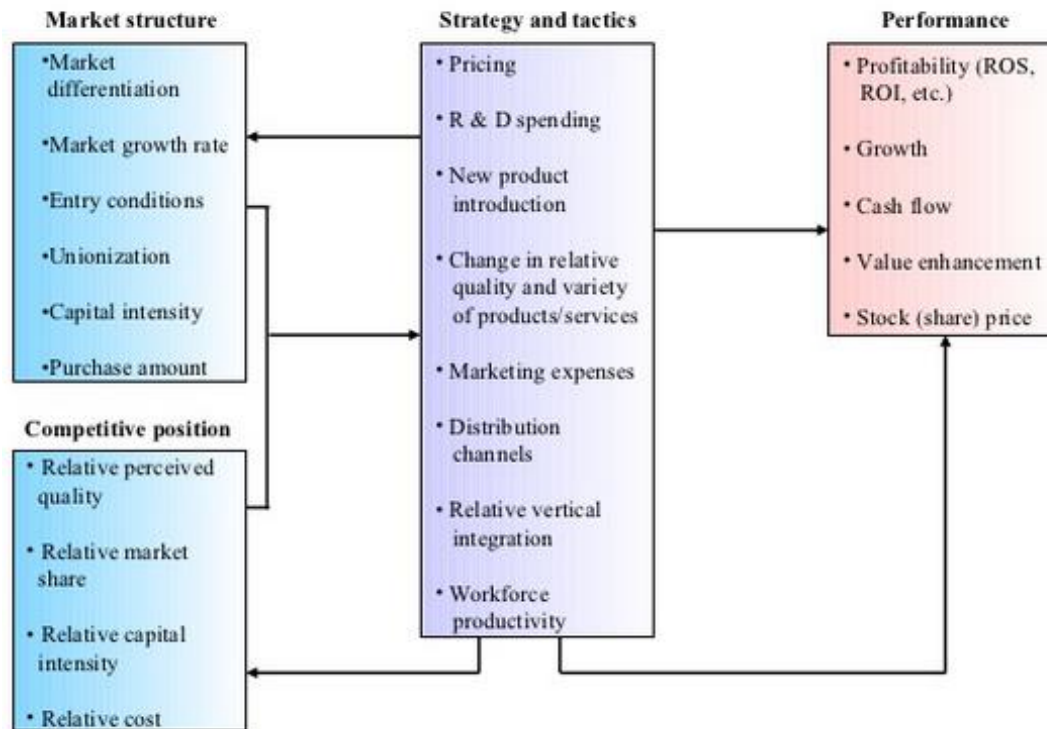 Market structure
•Market
differentiation
•Market growth rate
•Entry conditions
•Unionization
•Capital intensity
•Purchase amount
Competitive position
• Relative perceived
quality
• Relative market
share
• Relative capital
intensity
• Relative cost
Strategy and tactics
• Pricing
• R & D spending
• New product
introduction
• Change in relative
quality and variety
of products/services
• Marketing expenses
• Distribution
channels
• Relative vertical
integration
• Workforce
productivity
Performance
• Profitability (ROS,
ROI, etc.)
• Growth
• Cash flow
• Value enhancement
• Stock (share) price